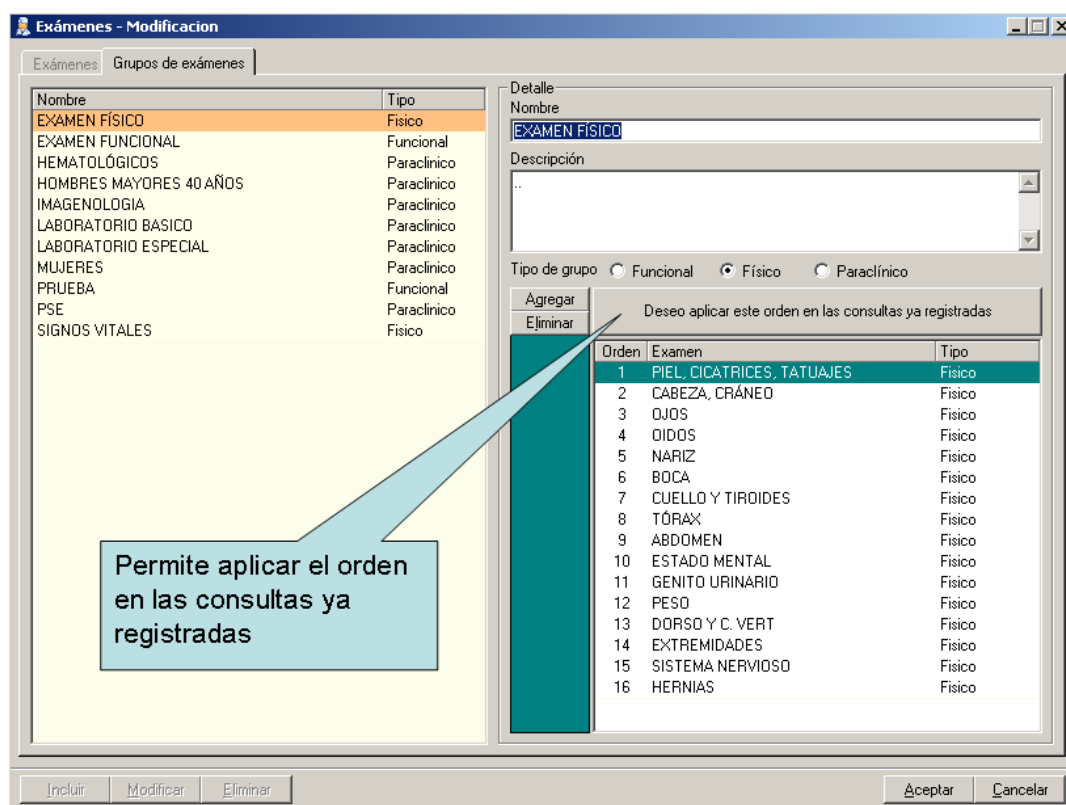 Exámenes - Modificacion
Exámenes Grupos de exámenes
Nombre Tipo
EXAMEN FÍSICO Fisico
EXAMEN FUNCIONAL Funcional
HEMATOLÓGICOS Paraclinico
HOMBRES MAYORES 40 AÑOS Paraclinico
IMAGENOLOGIA Paraclinico
LABORATORIO BASICO Paraclinico
LABORATORIO ESPECIAL Paraclinico
MUJERES Paraclinico
PRUEBA Funcional
PSE Paraclinico
SIGNOS VITALES Fisico
Detalle
Nombre
EXAMEN FÍSICO
Descripción
..
Tipo de grupo Funcional Físico Paraclínico
Agregar
Eliminar
Deseo aplicar este orden en las consultas ya registradas
Orden Examen Tipo
1 PIEL, CICATRICES, TATUAJES Fisico
2 CABEZA, CRÁNEO Fisico
3 OJOS Fisico
4 OIDOS Fisico
5 NARIZ Fisico
6 BOCA Fisico
7 CUELLO Y TIROIDES Fisico
8 TÓRAX Fisico
9 ABDOMEN Fisico
10 ESTADO MENTAL Fisico
11 GENITO URINARIO Fisico
12 PESO Fisico
13 DORSO Y C. VERT Fisico
14 EXTREMIDADES Fisico
15 SISTEMA NERVIOSO Fisico
16 HERNIAS Fisico
Permite aplicar el orden
en las consultas ya
registradas
Incluir Modificar Eliminar Aceptar Cancelar